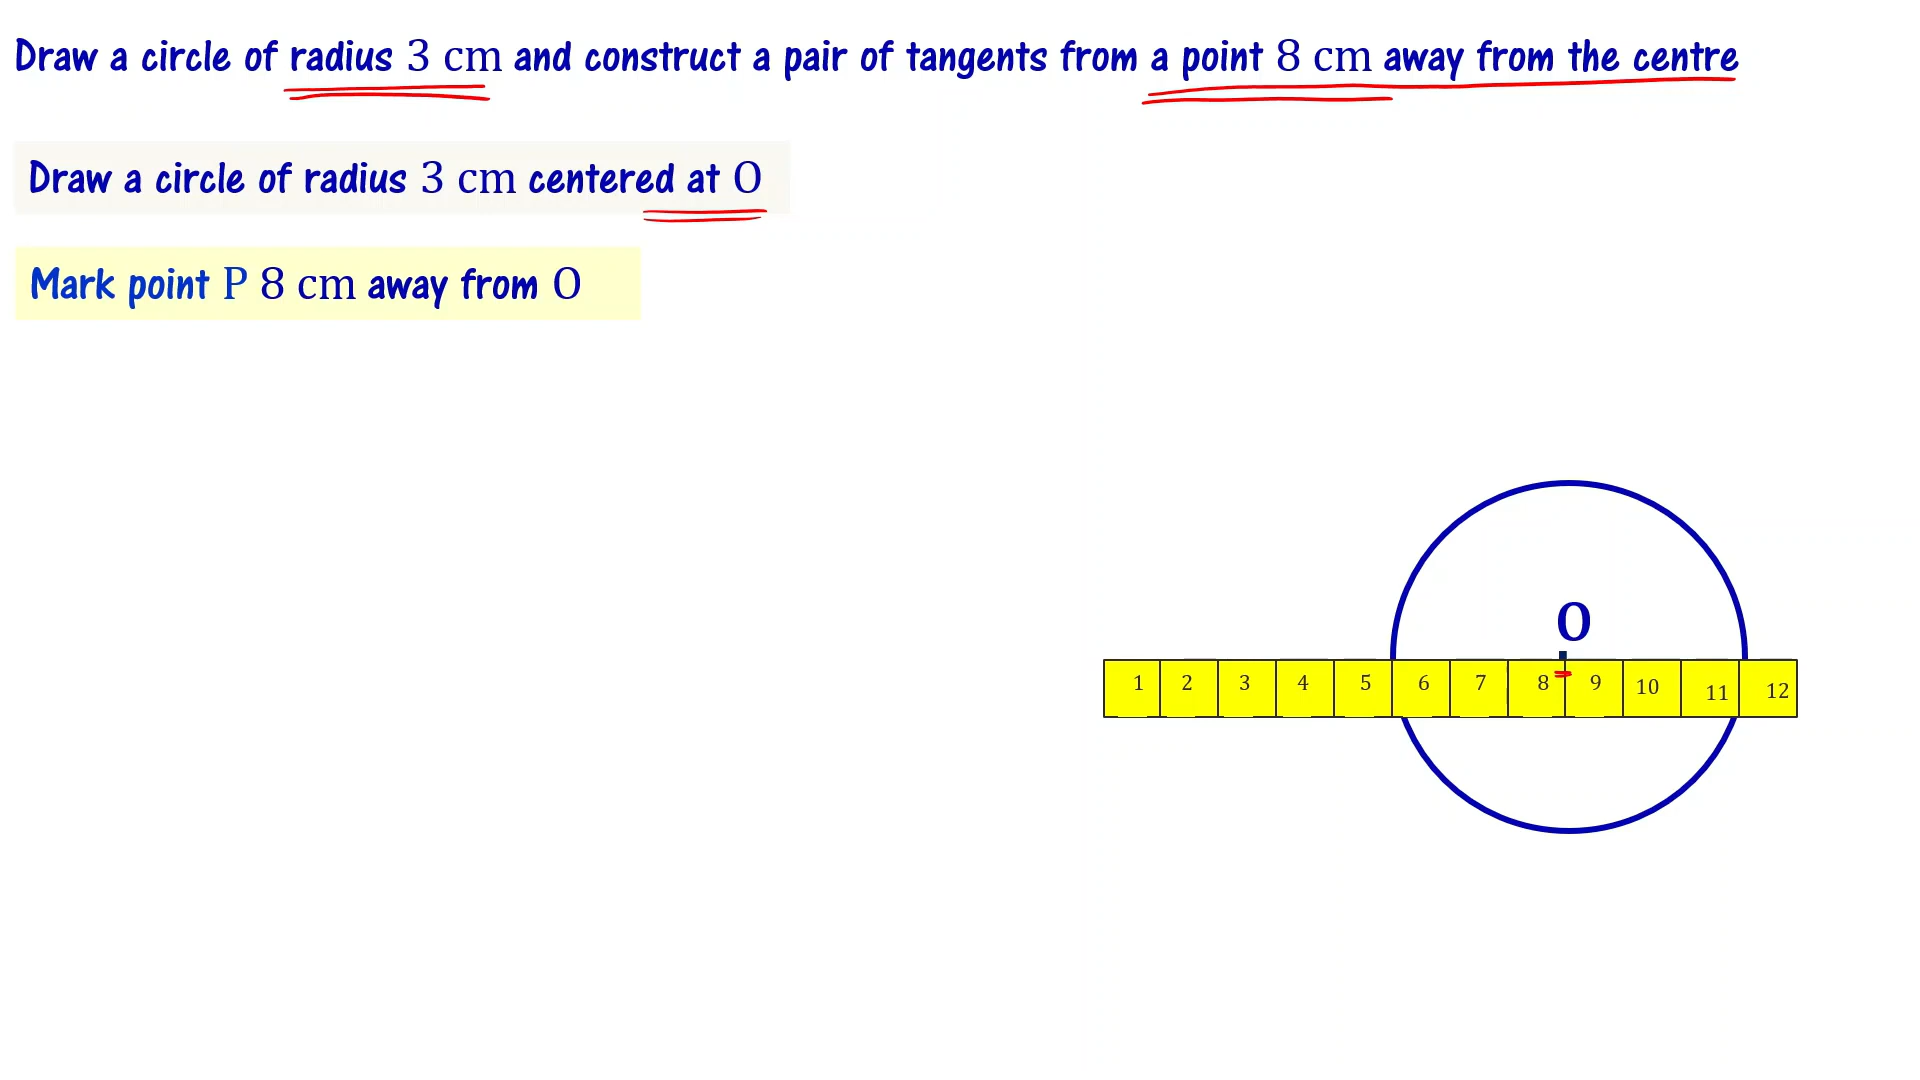 Draw a circle of radius 3 cm and construct a pair of tangents from a point 8 cm away from the centre
Draw a circle of radius 3 cm centered at O
Mark point P 8 cm away from O
O
1 2 3 4 5 6 7 8 9 10 11 12